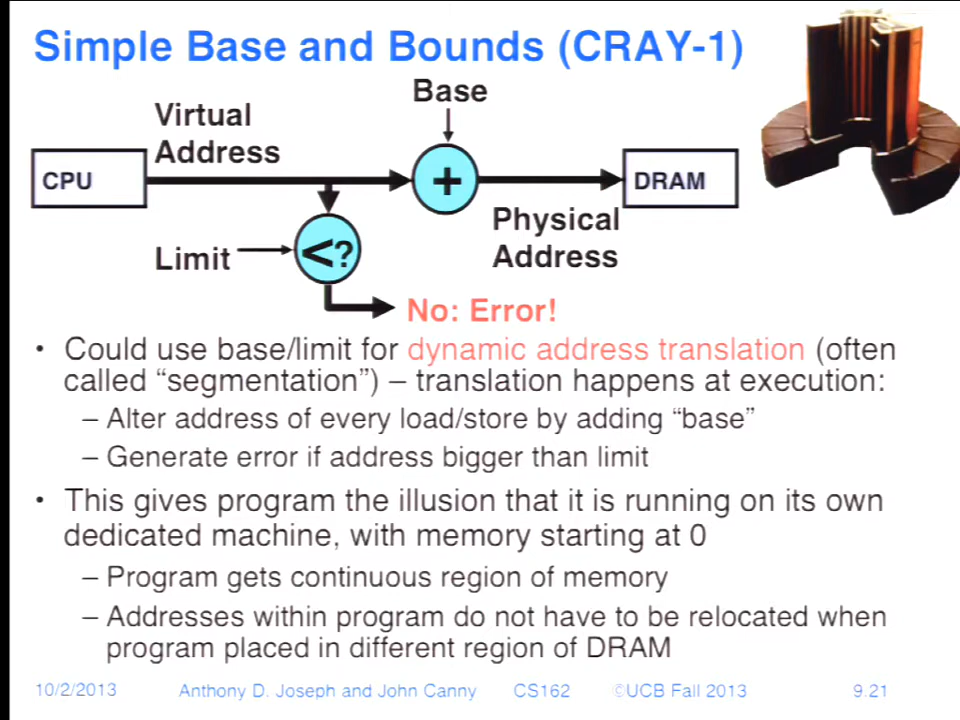 Simple Base and Bounds (CRAY-1)
Base
Virtual
Address
CPU
+
DRAM
Physical
Address
Limit
<?
No: Error!
• Could use base/limit for dynamic address translation (often
called “segmentation”) – translation happens at execution:
– Alter address of every load/store by adding “base”
– Generate error if address bigger than limit
• This gives program the illusion that it is running on its own
dedicated machine, with memory starting at 0
– Program gets continuous region of memory
– Addresses within program do not have to be relocated when
program placed in different region of DRAM
10/2/2013 Anthony D. Joseph and John Canny CS162 ©UCB Fall 2013 9.21